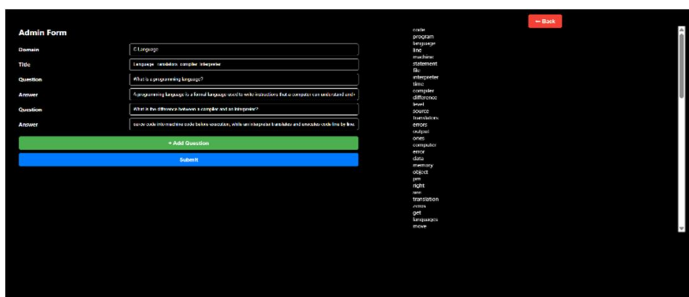 ← Back
Admin Form
Domain
C Language
Title
Language translators compiler interpreter
Question
What is a programming language?
Answer
A programming language is a formal language used to write instructions that a computer can understand and
Question
What is the difference between a compiler and an interpreter?
Answer
source code into machine code before execution, while an interpreter translates and executes code line by line.
+ Add Question
Submit
code
program
language
line
machine
statement
file
interpreter
time
compiler
difference
level
source
translators
errors
output
ones
computer
error
data
memory
object
pm
right
translation
zeros
get
languages
move